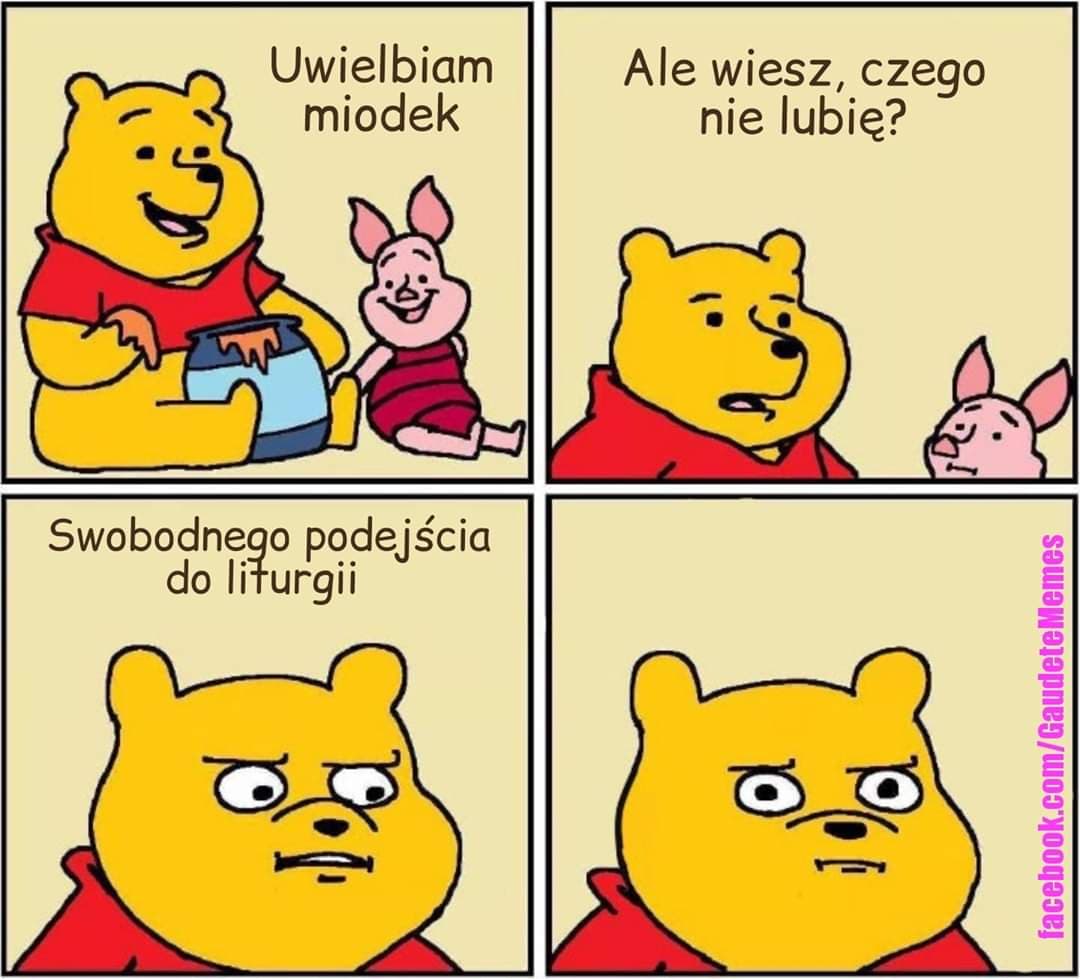 Uwielbiam
miodek
Ale wiesz, czego
nie lubię?
Swobodnego podejścia
do liturgii
facebook.com/GaudeteMemes